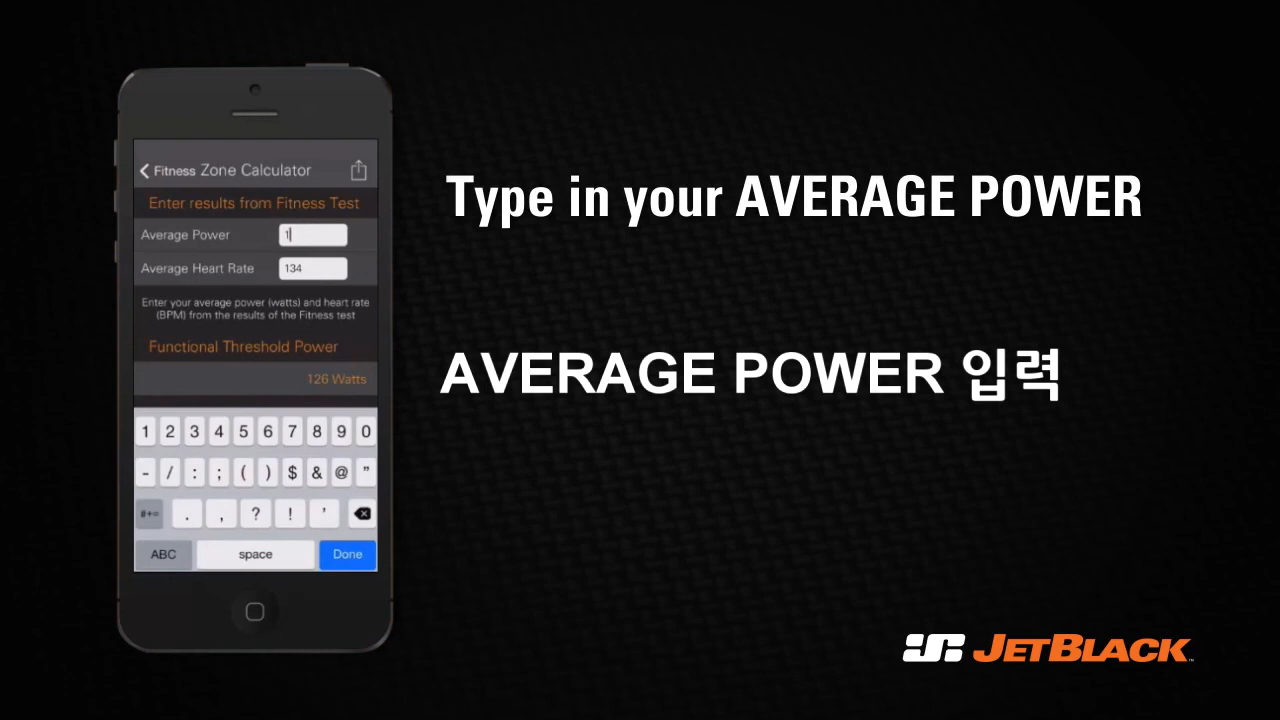 Fitness Zone Calculator
Enter results from Fitness Test
Average Power 1
Average Heart Rate 134
Enter your average power (watts) and heart rate
(BPM) from the results of the Fitness test
Functional Threshold Power
126 Watts
1 2 3 4 5 6 7 8 9 0
- / : ; ( ) $ & @ "
#+= . , ? ! '
ABC space Done
Type in your AVERAGE POWER
AVERAGE POWER 입력
JETBLACK™